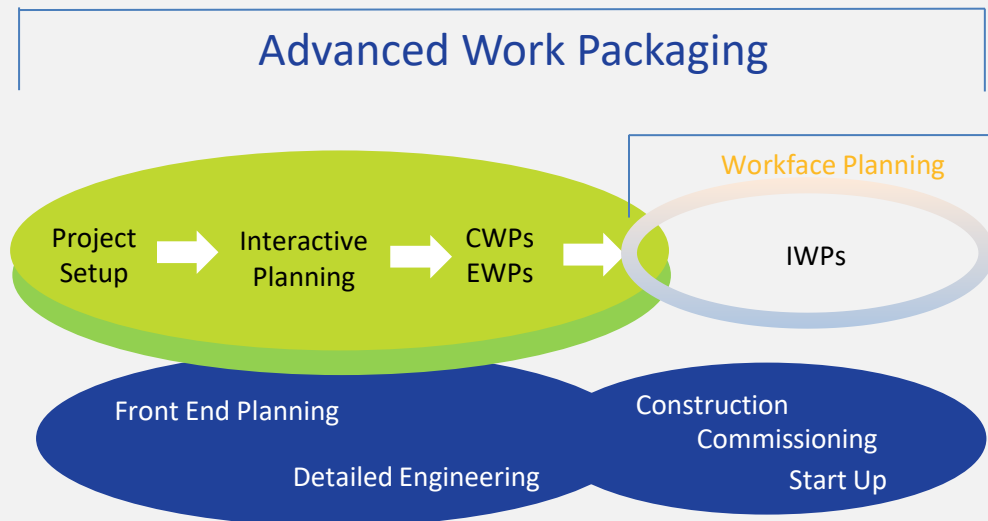 Advanced Work Packaging
Workface Planning
Project
Setup
Interactive
Planning
CWPs
EWPs
IWPs
Front End Planning
Detailed Engineering
Construction
Commissioning
Start Up